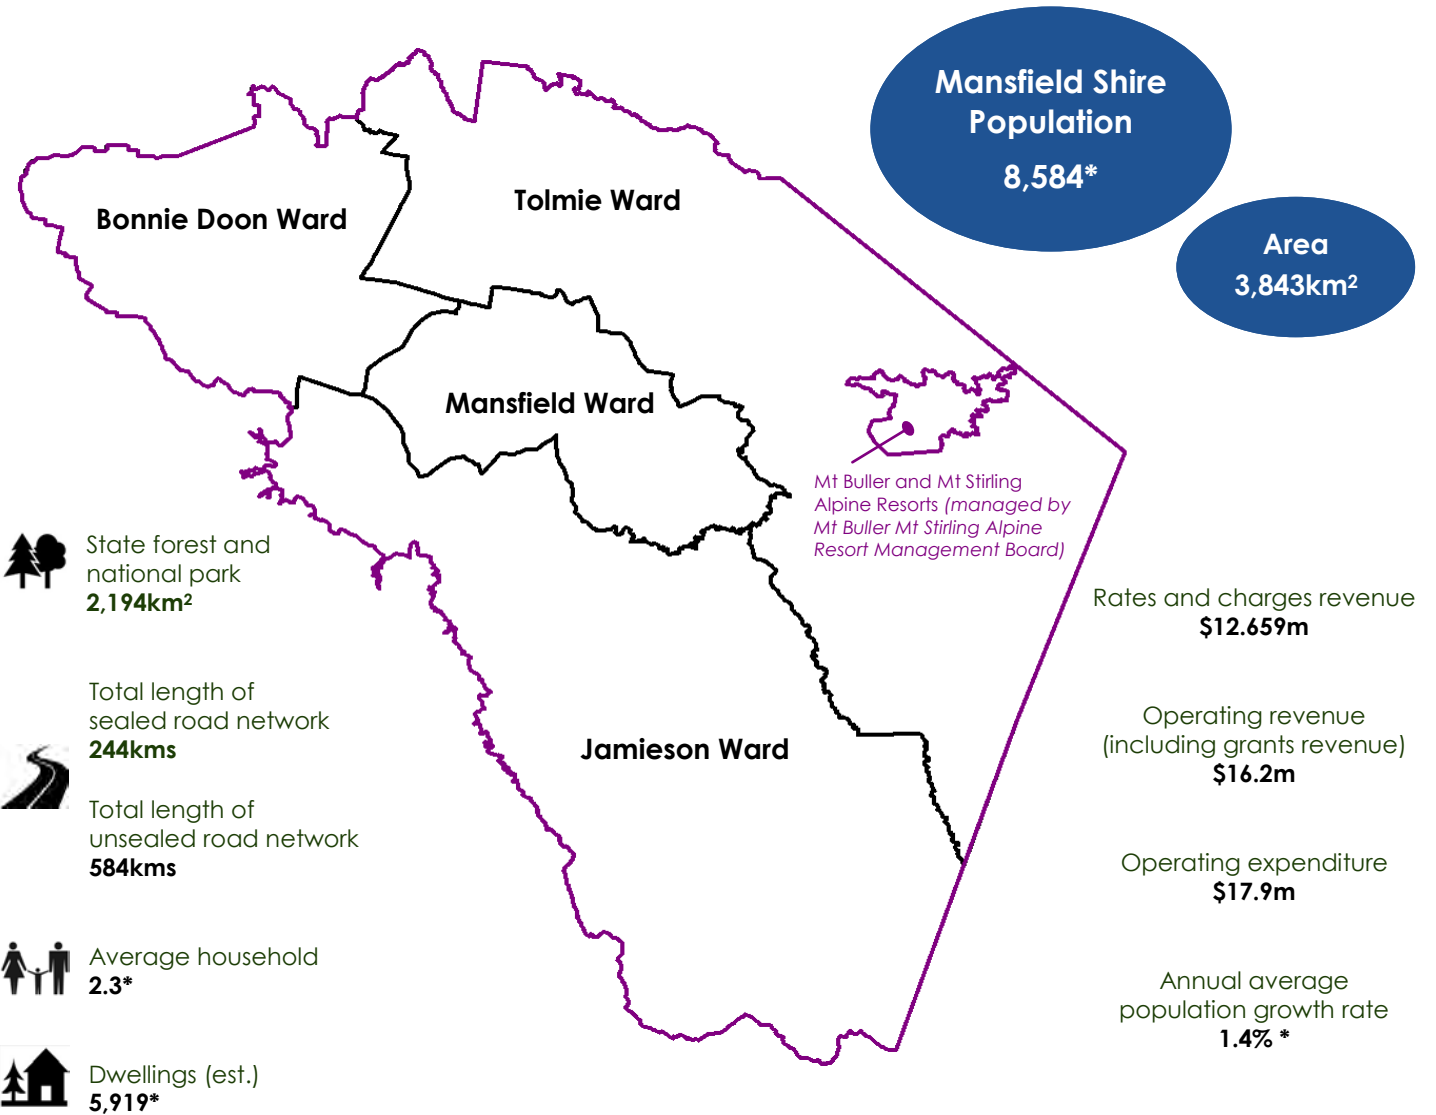 Mansfield Shire
Population
8,584*
Area
3,843km²
Tolmie Ward
Bonnie Doon Ward
Mansfield Ward
Mt Buller and Mt Stirling
Alpine Resorts (managed by
Mt Buller Mt Stirling Alpine
Resort Management Board)
Jamieson Ward
State forest and
national park
2,194km²
Total length of
sealed road network
244kms
Total length of
unsealed road network
584kms
Average household
2.3*
Dwellings (est.)
5,919*
Rates and charges revenue
$12.659m
Operating revenue
(including grants revenue)
$16.2m
Operating expenditure
$17.9m
Annual average
population growth rate
1.4% *